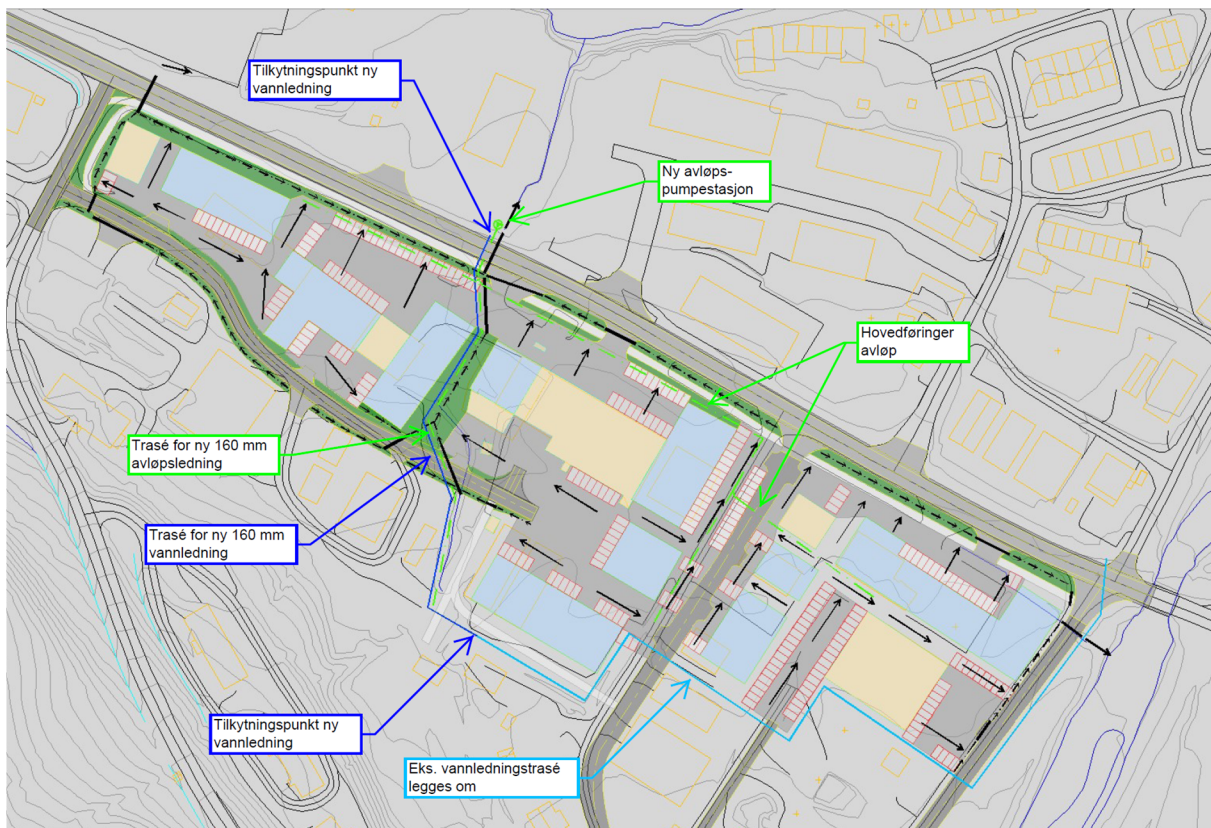 Tilkytningspunkt ny
vannledning
Ny avløps-
pumpestasjon
Hovedføringer
avløp
Trasé for ny 160 mm
avløpsledning
Trasé for ny 160 mm
vannledning
Tilkytningspunkt ny
vannledning
Eks. vannledningstrasé
legges om